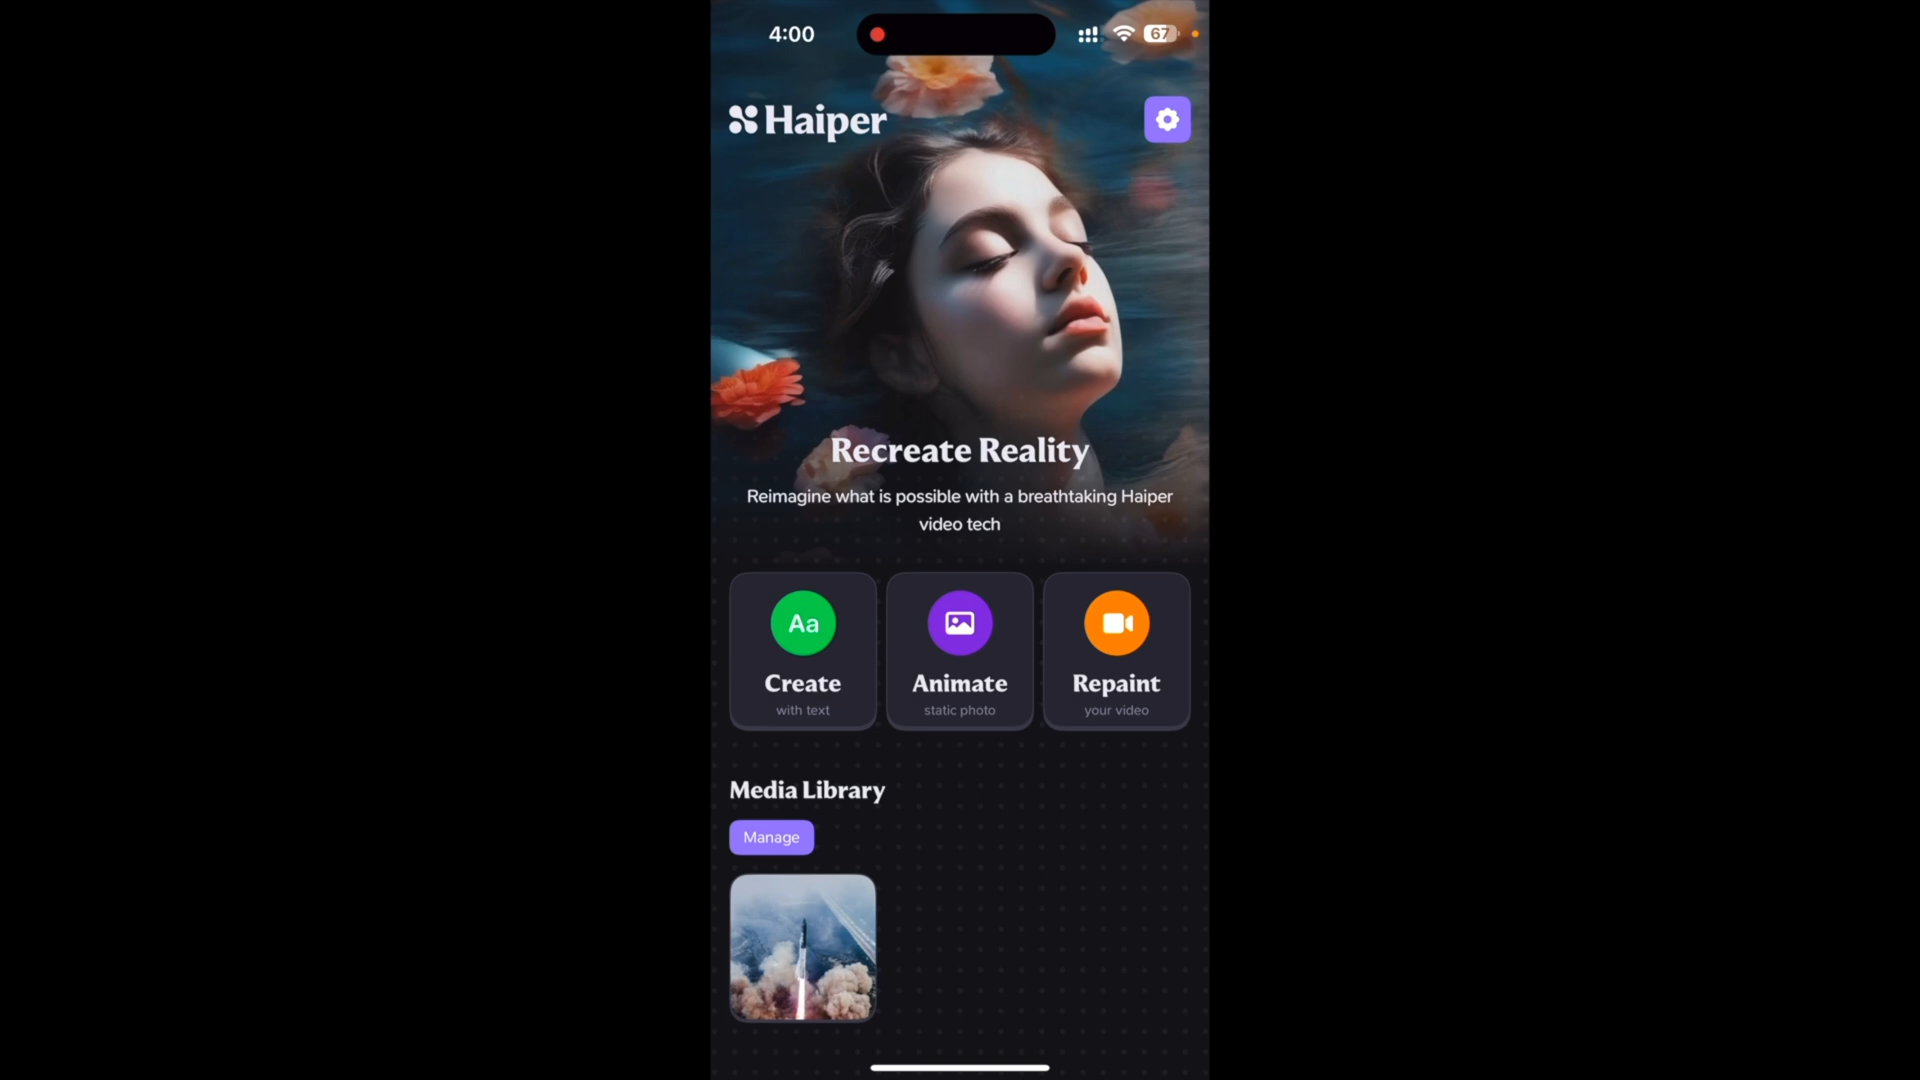 4:00
67
Haiper
Recreate Reality
Reimagine what is possible with a breathtaking Haiper
video tech
Aa
Create
with text
Animate
static photo
Repaint
your video
Media Library
Manage